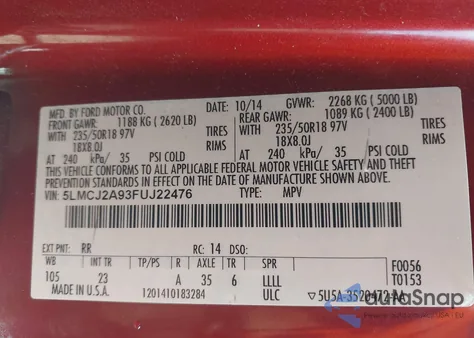 MFD. BY FORD MOTOR CO. DATE: 10/14 GVWR: 2268 KG ( 5000 LB)
FRONT GAWR: 1188 KG ( 2620 LB) REAR GAWR: 1089 KG ( 2400 LB)
WITH 235/50R18 97V TIRES WITH 235/50R18 97V TIRES
18X8.0J RIMS 18X8.0J RIMS
AT 240 kPa/ 35 PSI COLD AT 240 kPa/ 35 PSI COLD
THIS VEHICLE CONFORMS TO ALL APPLICABLE FEDERAL MOTOR VEHICLE SAFETY AND THEFT
PREVENTION STANDARDS IN EFFECT ON THE DATE OF MANUFACTURE SHOWN ABOVE.
VIN: 5LMCJ2A93FUJ22476 TYPE: MPV
EXT PNT: RR RC: 14 DSO: F0056
WB INT TR TP/PS R AXLE TR SPR T0153
105 23 A 35 6 LLLL
MADE IN U.S.A. 1201410183284 ULC ▽ 5U5A-3520472-AA
autoSnap